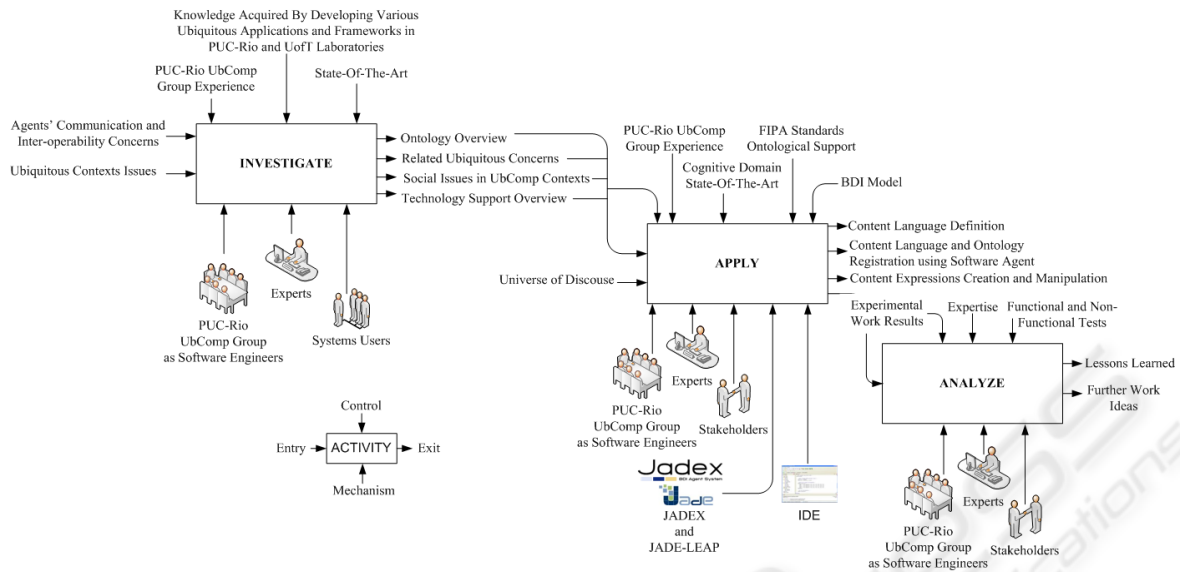 Knowledge Acquired By Developing Various
Ubiquitous Applications and Frameworks in
PUC-Rio and UofT Laboratories
PUC-Rio UbComp
Group Experience
State-Of-The-Art
Agents' Communication and
Inter-operability Concerns
Ubiquitous Contexts Issues
INVESTIGATE
Ontology Overview
Related Ubiquitous Concerns
Social Issues in UbComp Contexts
Technology Support Overview
PUC-Rio
UbComp Group
as Software Engineers
Experts
Systems Users
PUC-Rio UbComp
Group Experience
Cognitive Domain
State-Of-The-Art
FIPA Standards
Ontological Support
BDI Model
Universe of Discouse
APPLY
Content Language Definition
Content Language and Ontology
Registration using Software Agent
Content Expressions Creation and Manipulation
PUC-Rio
UbComp Group
as Software Engineers
Experts
Stakeholders
Jadex
BDI Agent System
Jade
JADEX
and
JADE-LEAP
IDE
Experimental
Work Results
Expertise
Functional and Non-
Functional Tests
ANALYZE
Lessons Learned
Further Work
Ideas
PUC-Rio
UbComp Group
as Software Engineers
Experts
Stakeholders
Control
Entry
ACTIVITY
Exit
Mechanism